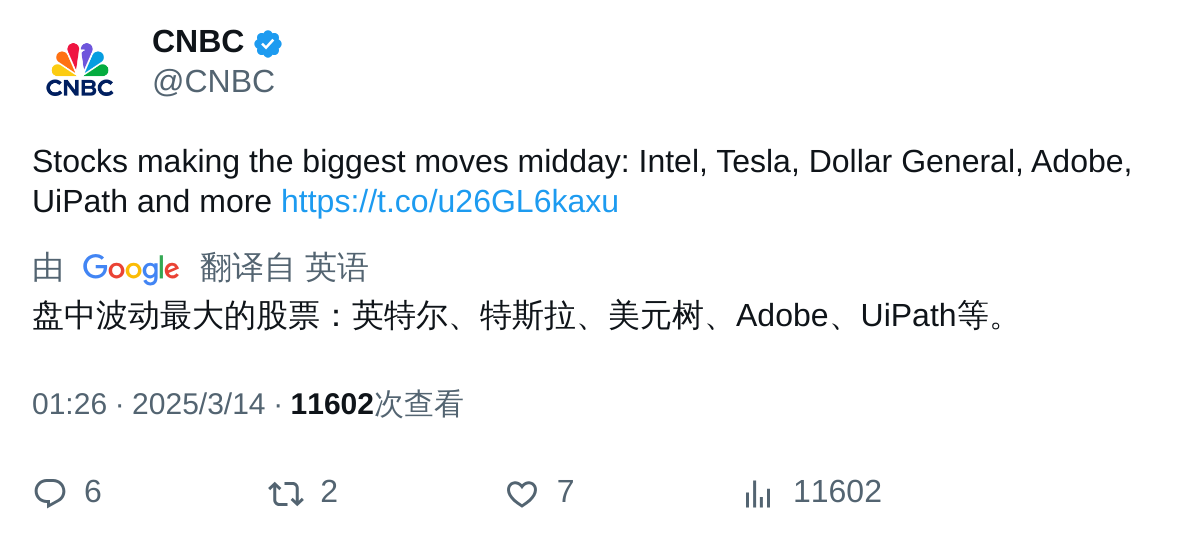 CNBC
CNBC
@CNBC
Stocks making the biggest moves midday: Intel, Tesla, Dollar General, Adobe,
UiPath and more https://t.co/u26GL6kaxu
由 Google 翻译自 英语
盘中波动最大的股票：英特尔、特斯拉、美元树、Adobe、UiPath等。
01:26 · 2025/3/14 · 11602次查看
6 2 7 11602